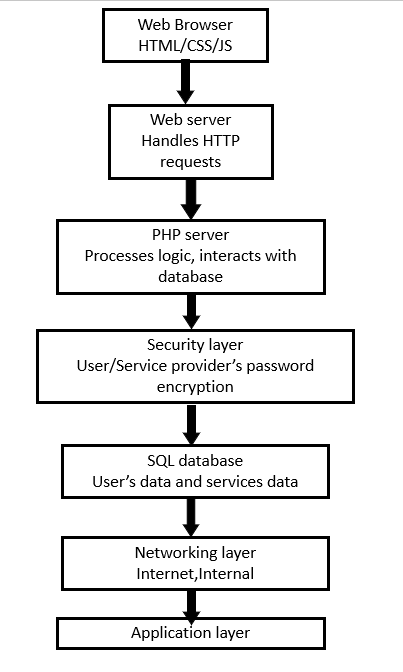 Web Browser
HTML/CSS/JS
Web server
Handles HTTP
requests
PHP server
Processes logic, interacts with
database
Security layer
User/Service provider’s password
encryption
SQL database
User’s data and services data
Networking layer
Internet,Internal
Application layer